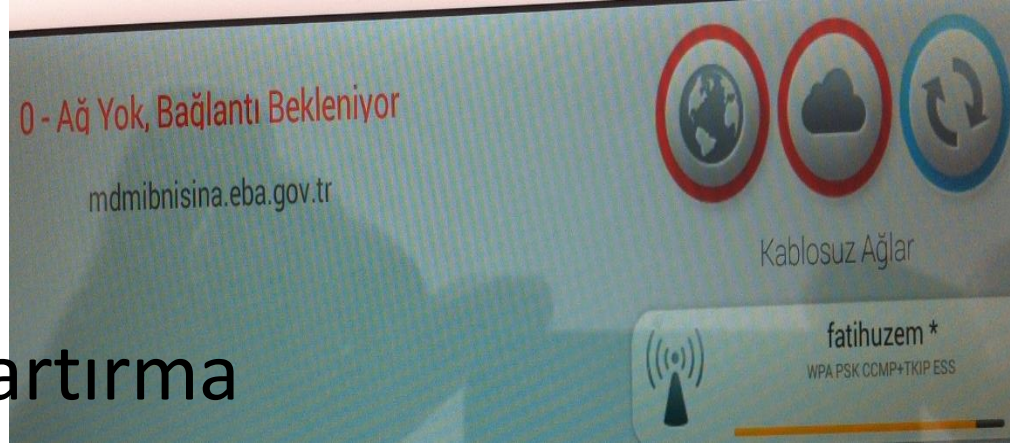 0 - Ağ Yok, Bağlantı Bekleniyor
mdmibnisina.eba.gov.tr
Kablosuz Ağlar
fatihuzem *
WPA PSK CCMP+TKIP ESS
artırma